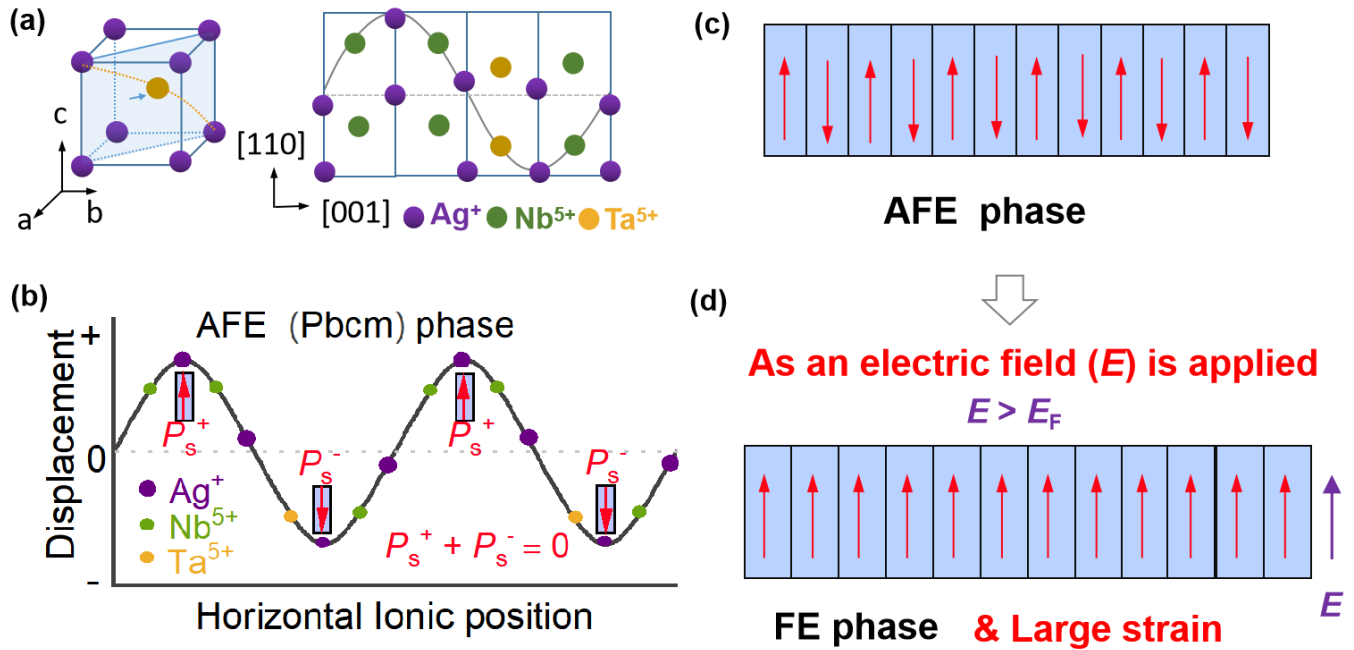 (a)
c
a
b
[110]
[001]
Ag⁺ Nb⁵⁺ Ta⁵⁺
(b)
AFE (Pbcm) phase
Displacement
+
0
-
Pₛ⁺
Pₛ⁻
Pₛ⁺
Pₛ⁻
Ag⁺
Nb⁵⁺
Ta⁵⁺
Pₛ⁺ + Pₛ⁻ = 0
Horizontal Ionic position
(c)
AFE phase
(d)
As an electric field (E) is applied
E > E_F
E
FE phase & Large strain